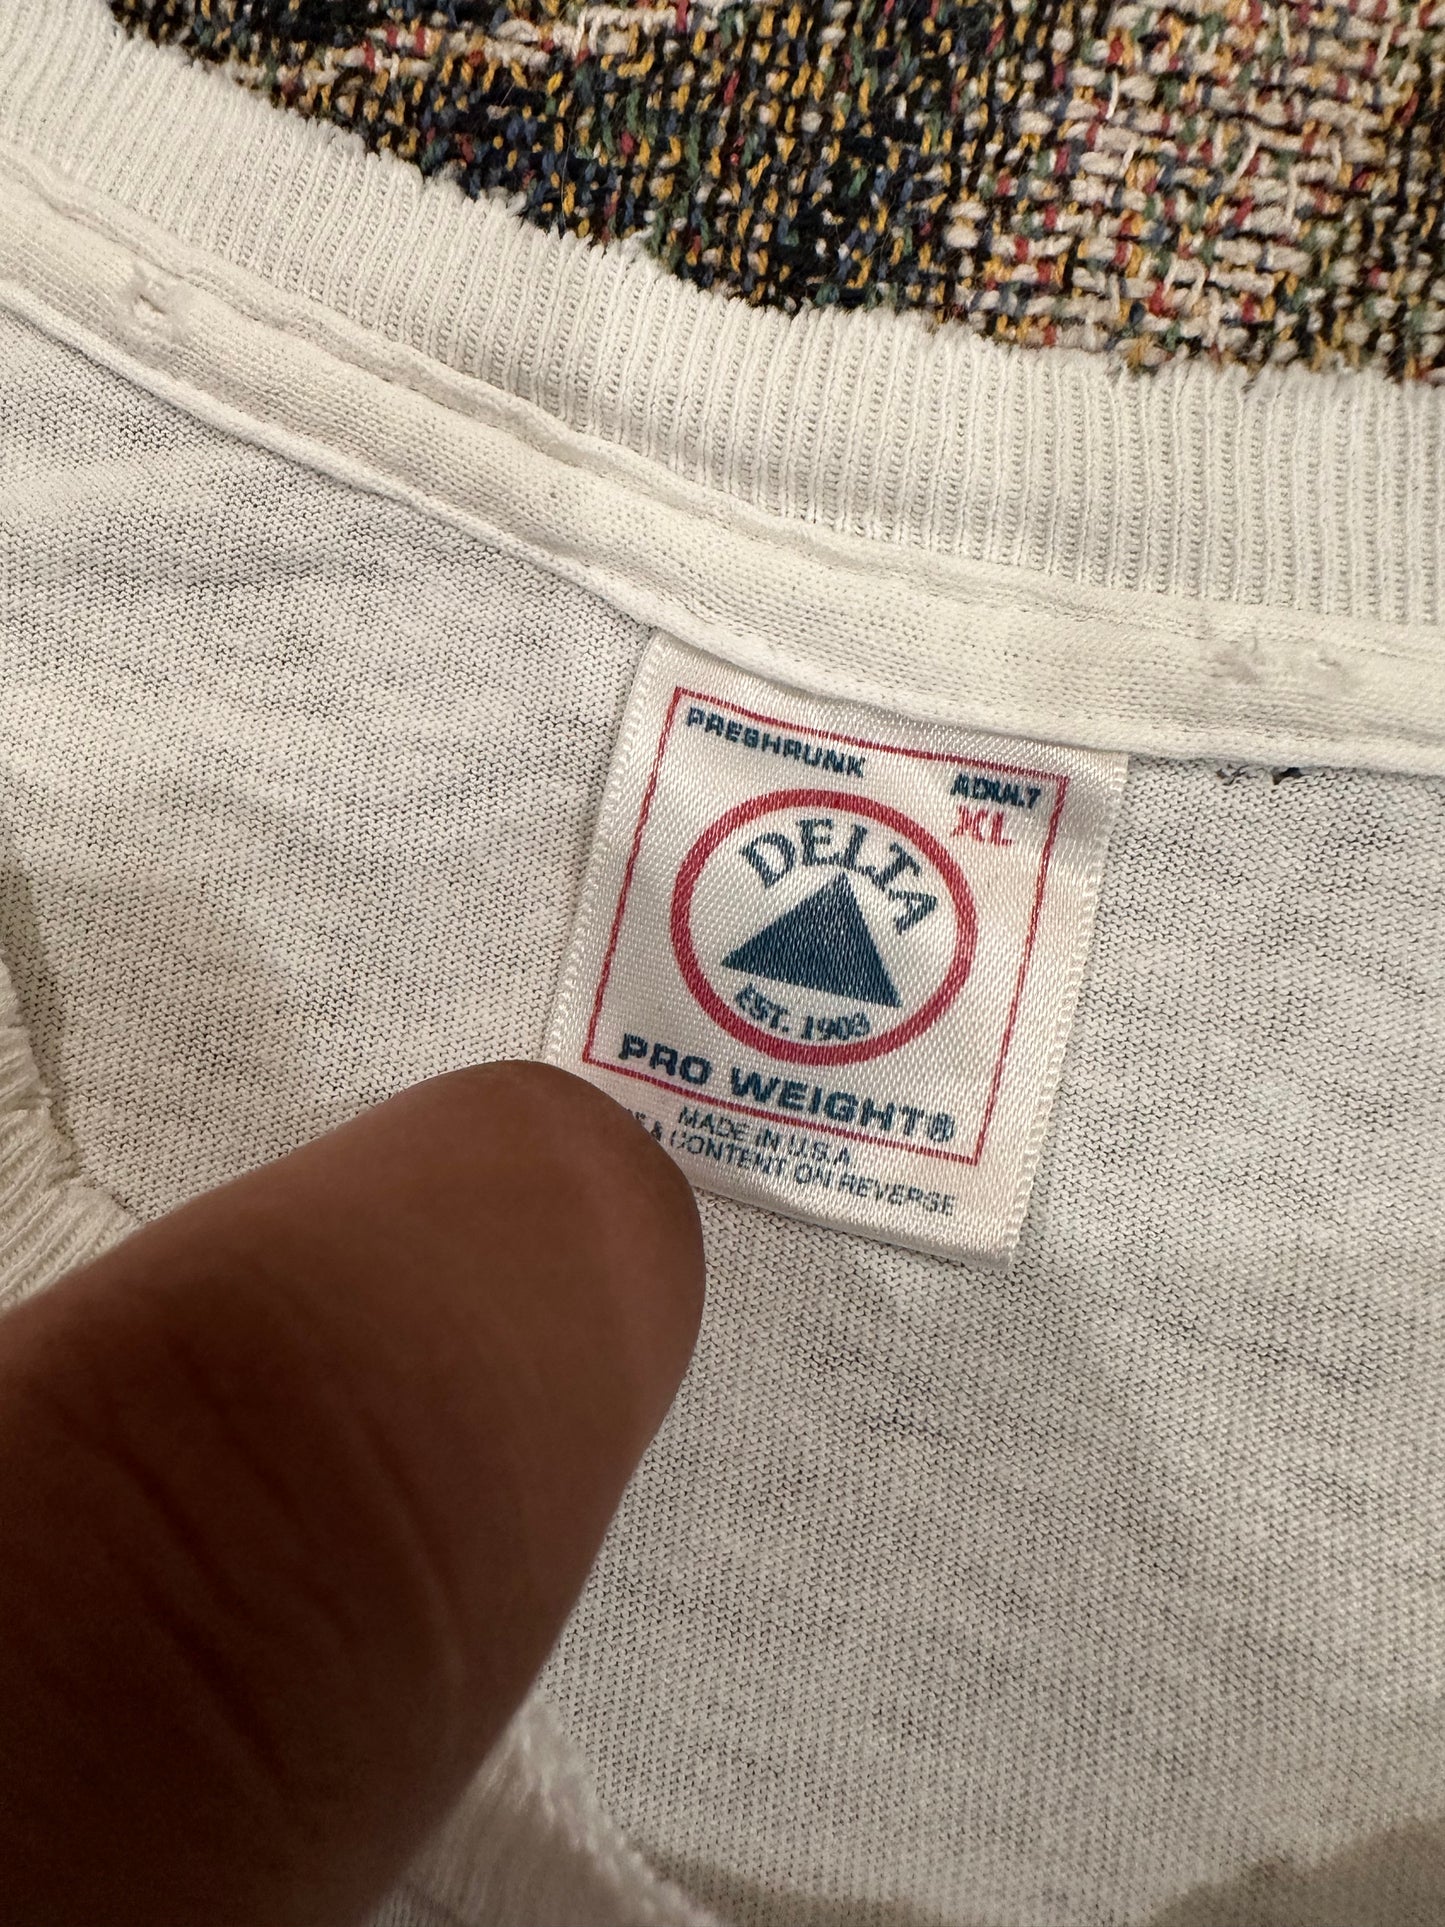 PRESHRUNK
ADULT
XL
DELTA
EST. 1903
PRO WEIGHT®
MADE IN U.S.A.
& CONTENT ON REVERSE